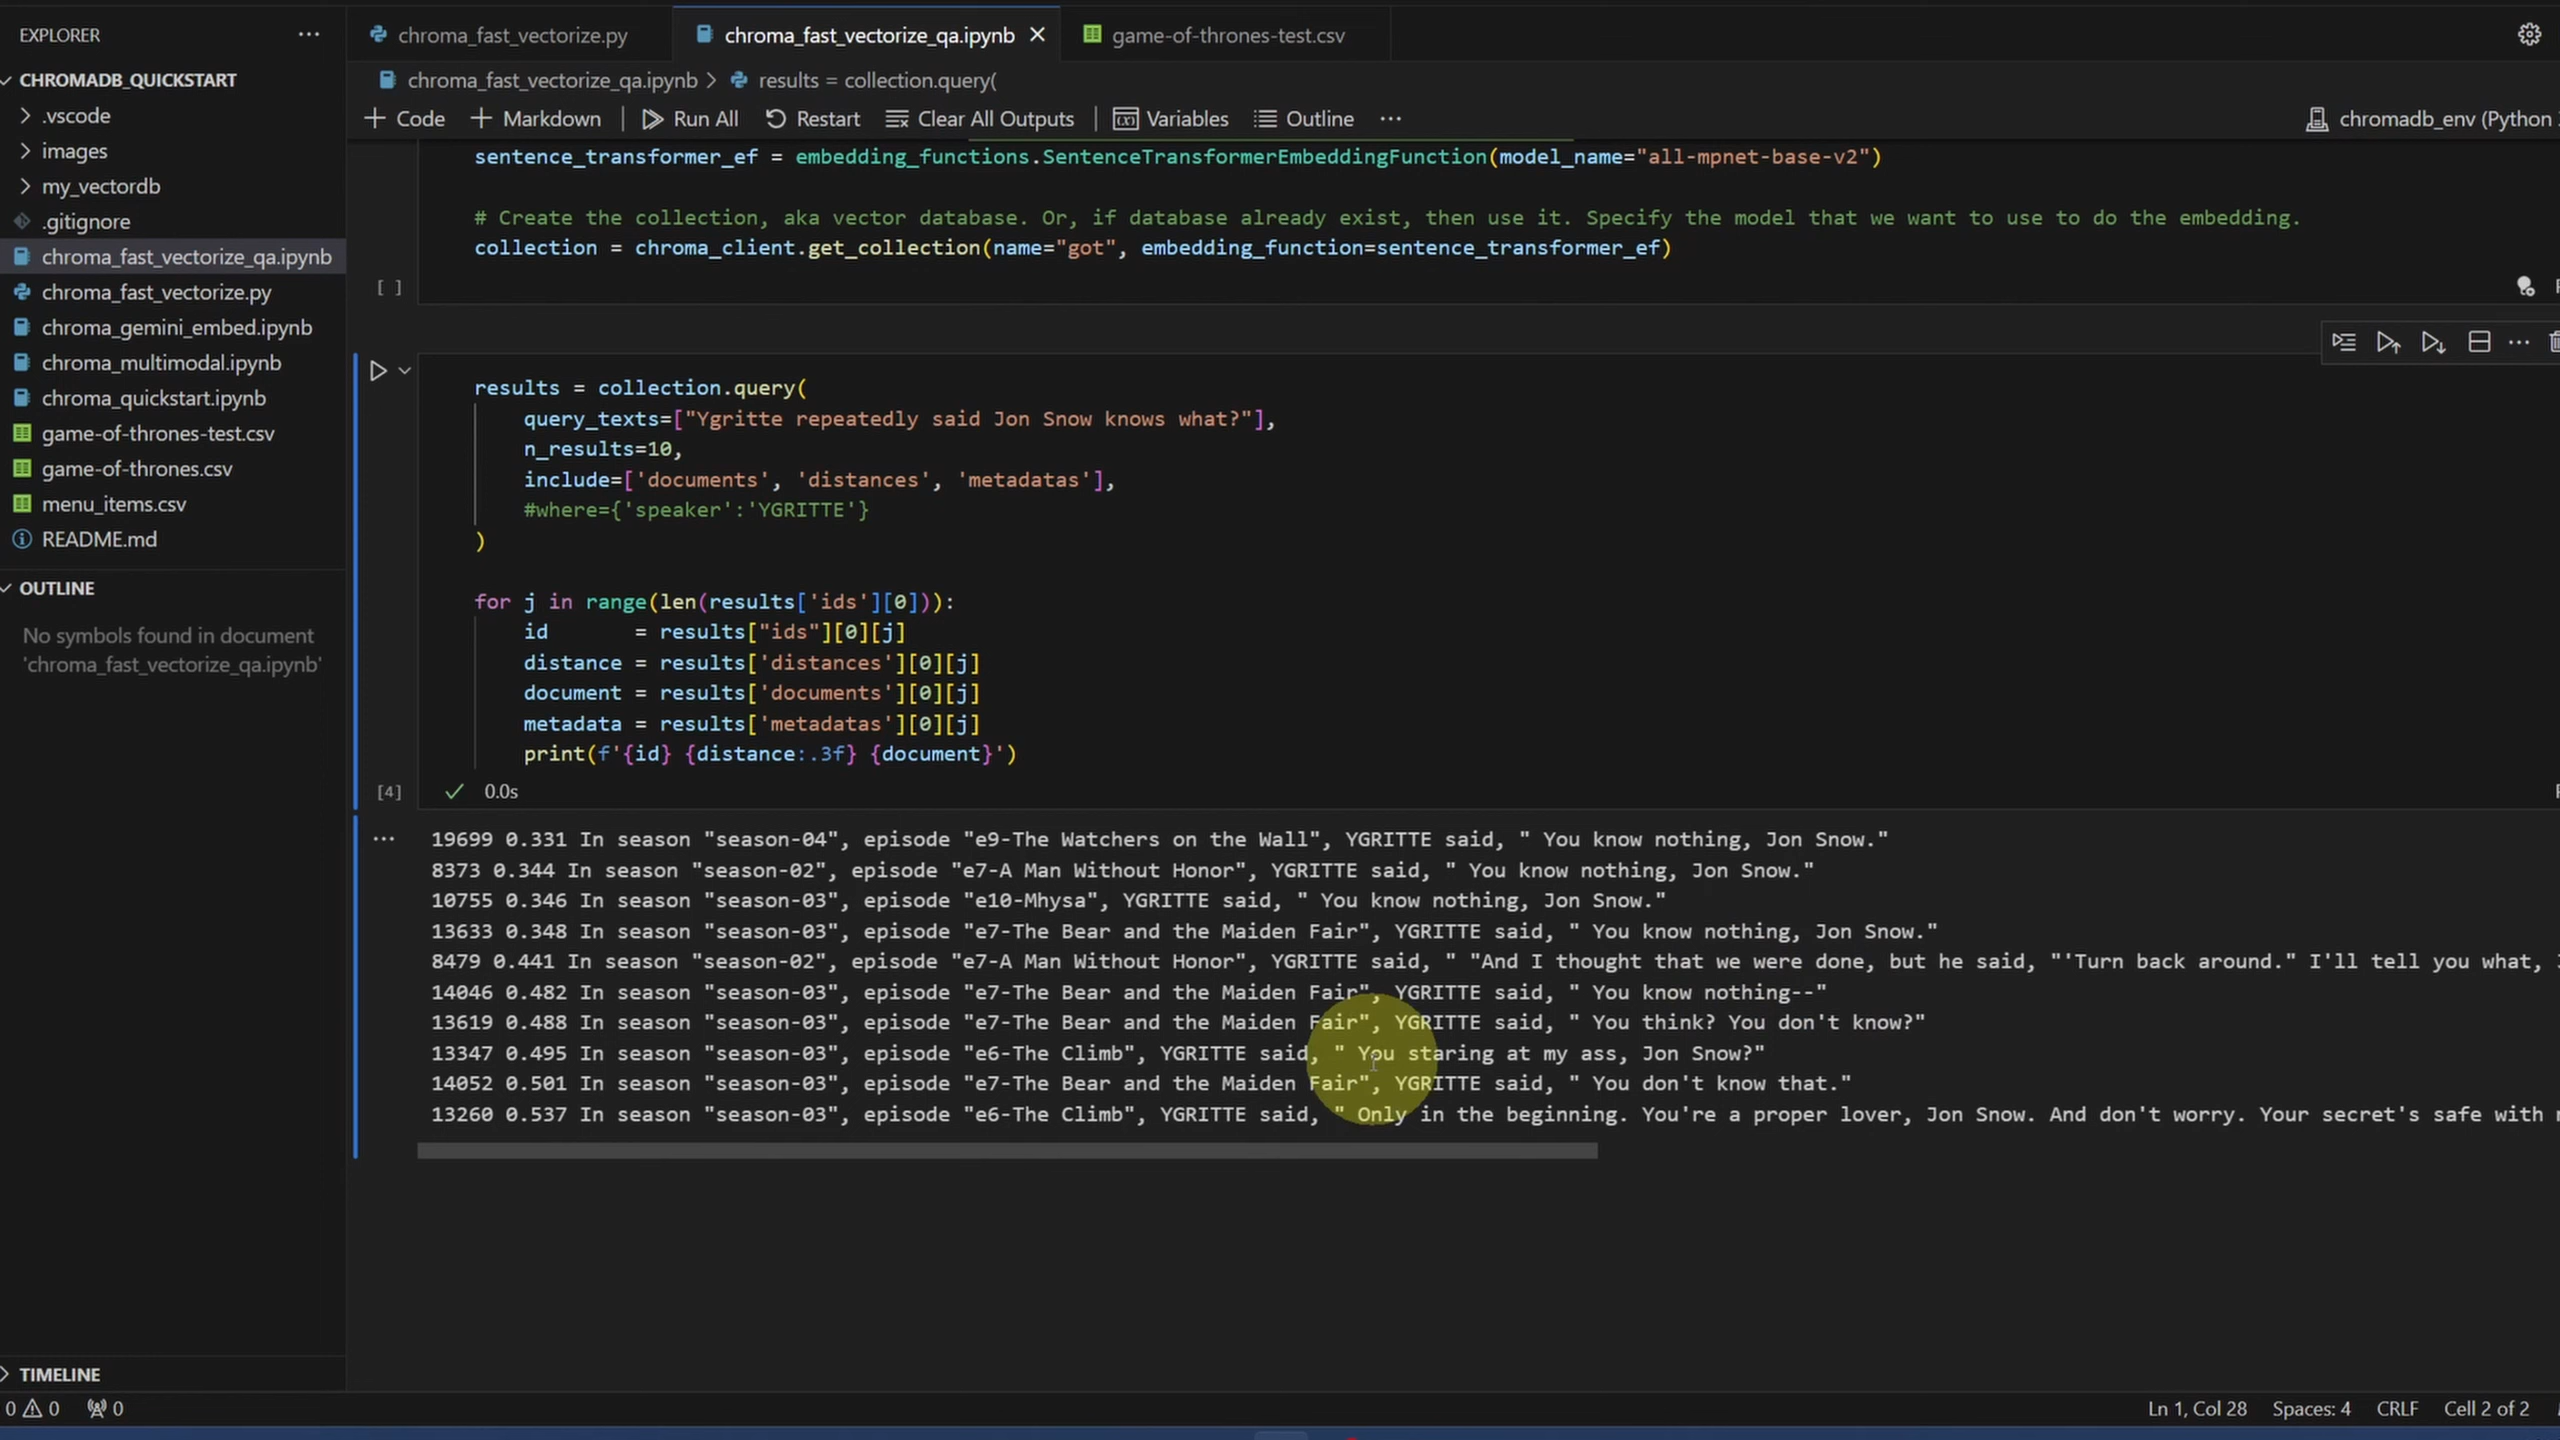 EXPLORER
CHROMADB_QUICKSTART
.vscode
images
my_vectordb
.gitignore
chroma_fast_vectorize_qa.ipynb
chroma_fast_vectorize.py
chroma_gemini_embed.ipynb
chroma_multimodal.ipynb
chroma_quickstart.ipynb
game-of-thrones-test.csv
game-of-thrones.csv
menu_items.csv
README.md
OUTLINE
No symbols found in document
'chroma_fast_vectorize_qa.ipynb'
TIMELINE
chroma_fast_vectorize.py chroma_fast_vectorize_qa.ipynb game-of-thrones-test.csv
chroma_fast_vectorize_qa.ipynb > results = collection.query(
+ Code + Markdown Run All Restart Clear All Outputs Variables Outline ... chromadb_env (Python
sentence_transformer_ef = embedding_functions.SentenceTransformerEmbeddingFunction(model_name="all-mpnet-base-v2")
# Create the collection, aka vector database. Or, if database already exist, then use it. Specify the model that we want to use to do the embedding.
collection = chroma_client.get_collection(name="got", embedding_function=sentence_transformer_ef)
[ ]
results = collection.query(
query_texts=["Ygritte repeatedly said Jon Snow knows what?"],
n_results=10,
include=['documents', 'distances', 'metadatas'],
#where={'speaker':'YGRITTE'}
)
for j in range(len(results['ids'][0])):
id = results["ids"][0][j]
distance = results['distances'][0][j]
document = results['documents'][0][j]
metadata = results['metadatas'][0][j]
print(f'{id} {distance:.3f} {document}')
[4] 0.0s
19699 0.331 In season "season-04", episode "e9-The Watchers on the Wall", YGRITTE said, " You know nothing, Jon Snow."
8373 0.344 In season "season-02", episode "e7-A Man Without Honor", YGRITTE said, " You know nothing, Jon Snow."
10755 0.346 In season "season-03", episode "e10-Mhysa", YGRITTE said, " You know nothing, Jon Snow."
13633 0.348 In season "season-03", episode "e7-The Bear and the Maiden Fair", YGRITTE said, " You know nothing, Jon Snow."
8479 0.441 In season "season-02", episode "e7-A Man Without Honor", YGRITTE said, " "And I thought that we were done, but he said, "'Turn back around." I'll tell you what,
14046 0.482 In season "season-03", episode "e7-The Bear and the Maiden Fair", YGRITTE said, " You know nothing--"
13619 0.488 In season "season-03", episode "e7-The Bear and the Maiden Fair", YGRITTE said, " You think? You don't know?"
13347 0.495 In season "season-03", episode "e6-The Climb", YGRITTE said, " You staring at my ass, Jon Snow?"
14052 0.501 In season "season-03", episode "e7-The Bear and the Maiden Fair", YGRITTE said, " You don't know that."
13260 0.537 In season "season-03", episode "e6-The Climb", YGRITTE said, " Only in the beginning. You're a proper lover, Jon Snow. And don't worry. Your secret's safe with
0 0 0 Ln 1, Col 28 Spaces: 4 CRLF Cell 2 of 2